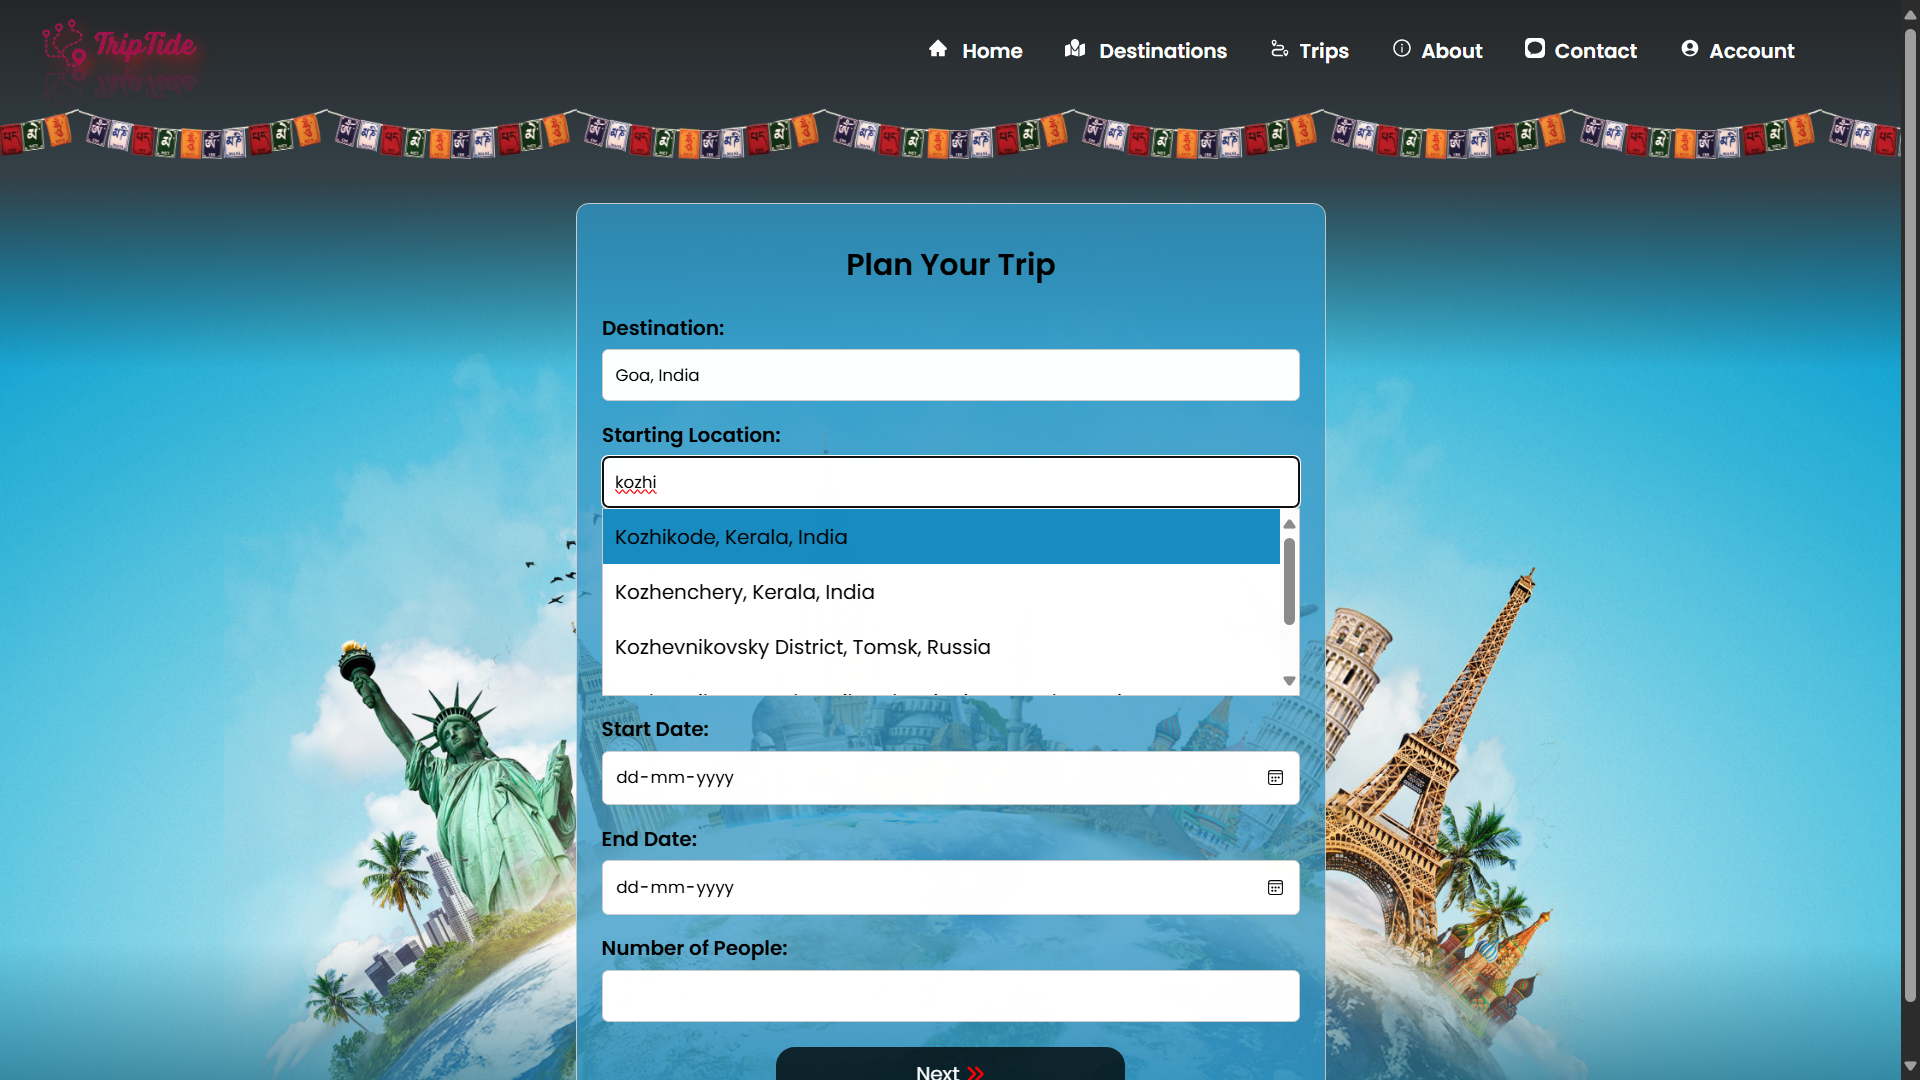 TripTide
Home
Destinations
Trips
About
Contact
Account
Plan Your Trip
Destination:
Goa, India
Starting Location:
kozhi
Kozhikode, Kerala, India
Kozhenchery, Kerala, India
Kozhevnikovsky District, Tomsk, Russia
Start Date:
dd-mm-yyyy
End Date:
dd-mm-yyyy
Number of People:
Next